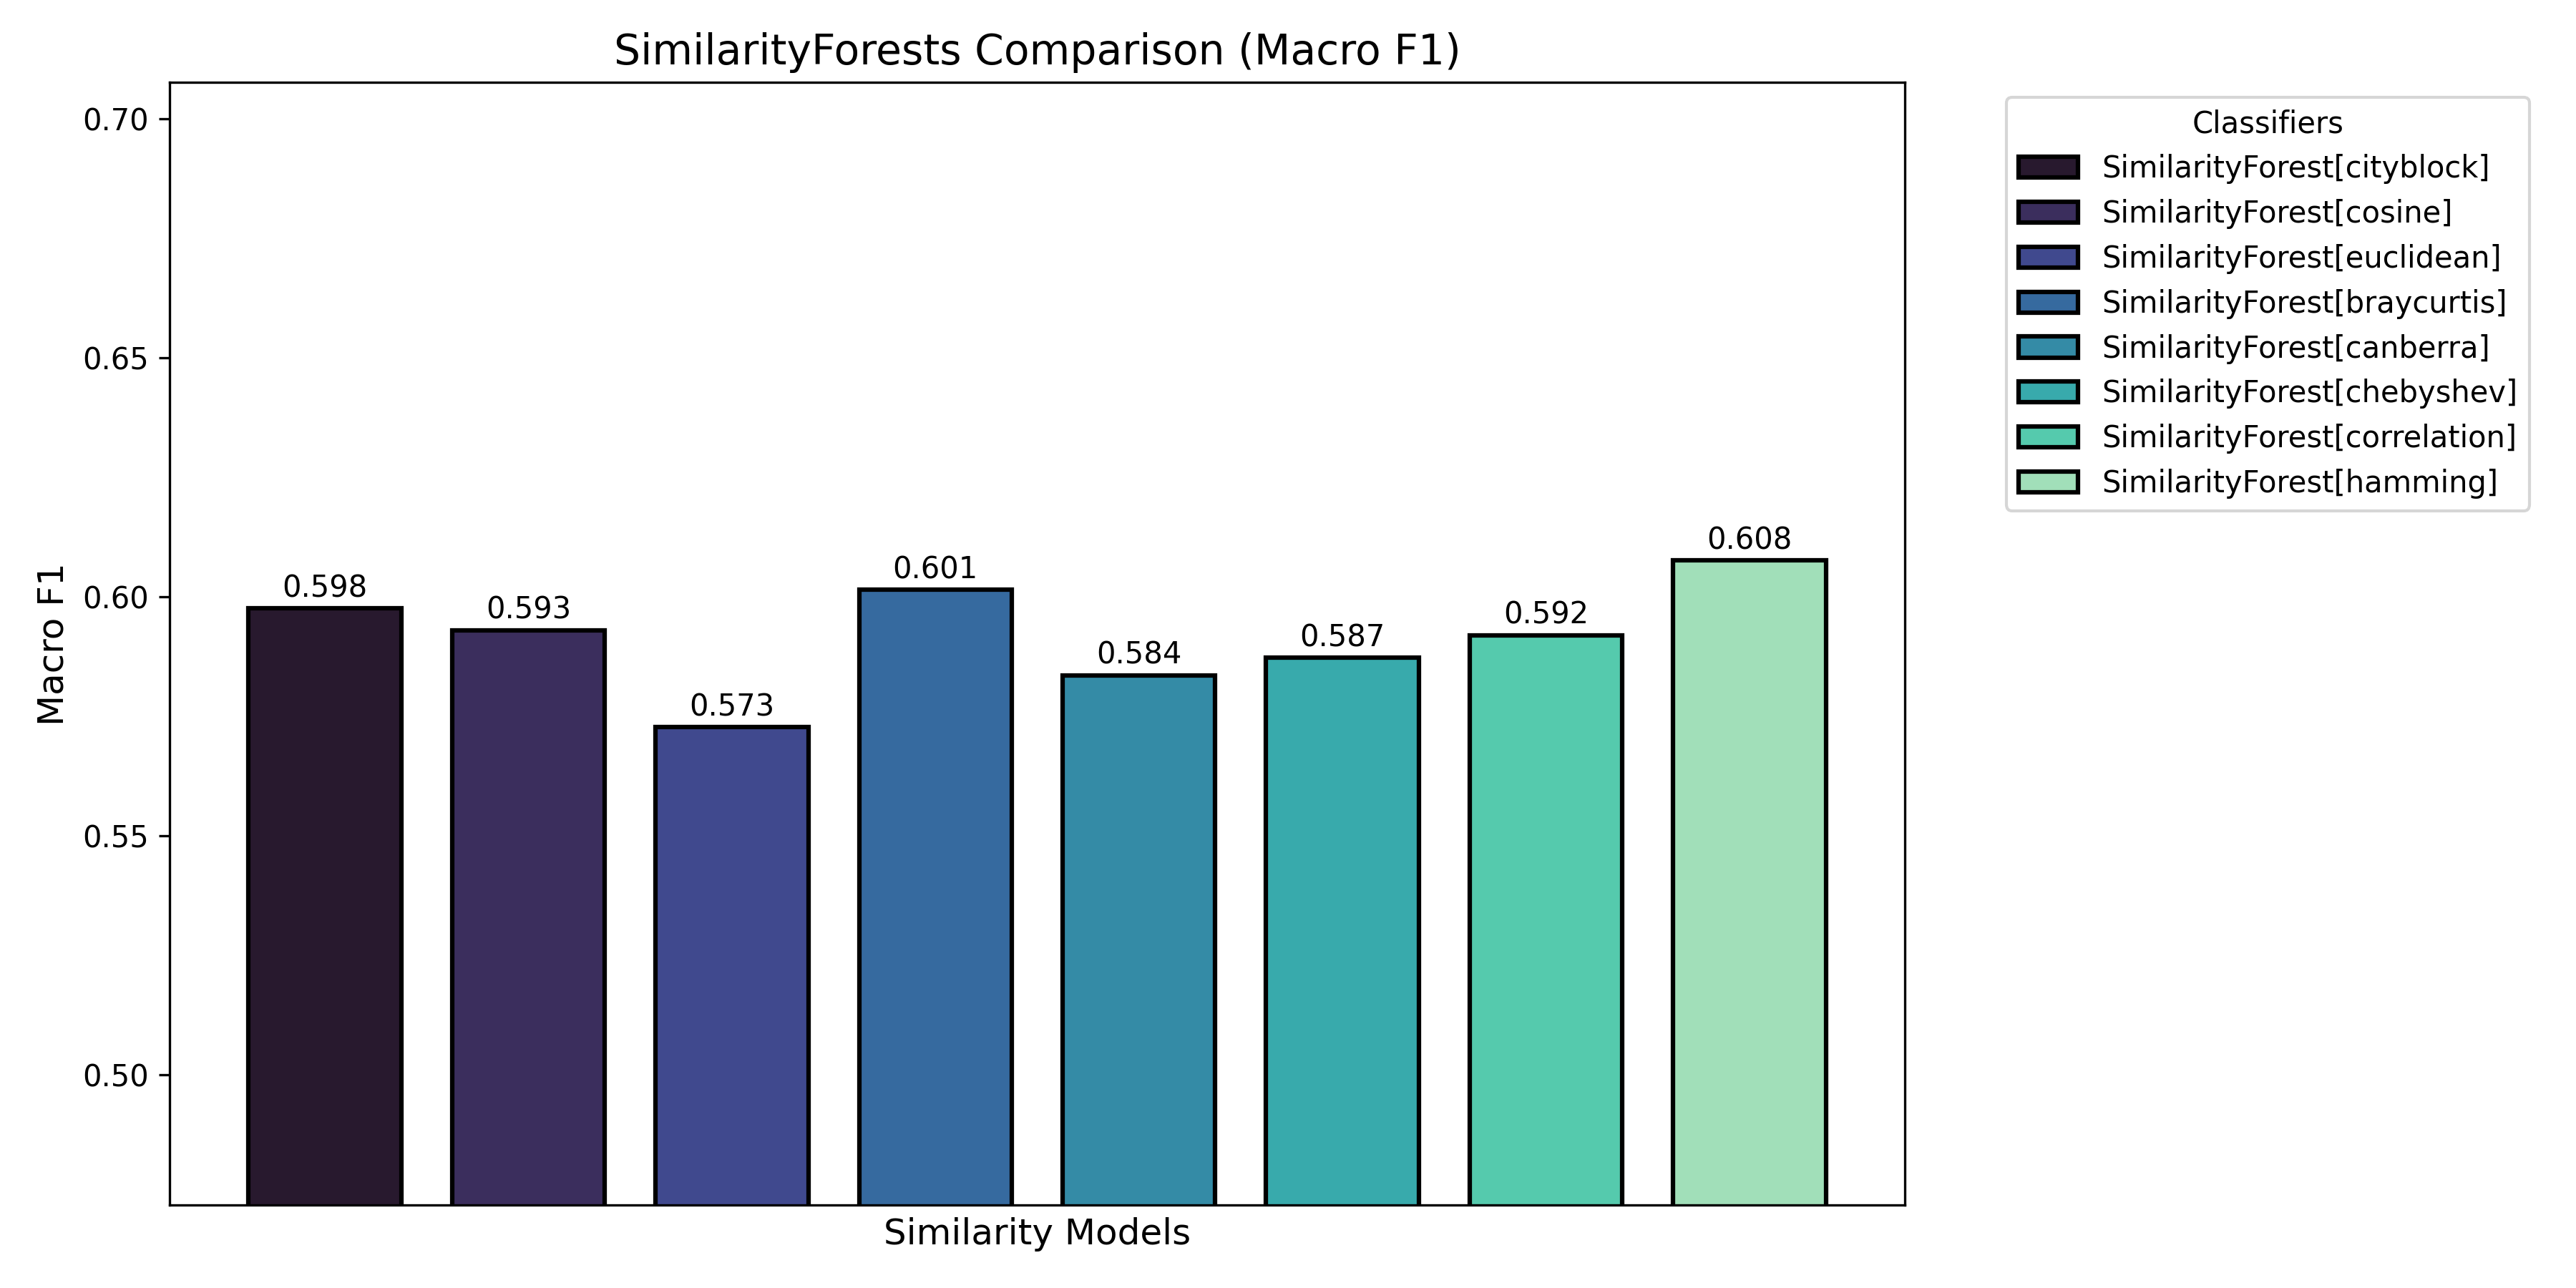 SimilarityForests Comparison (Macro F1)
Macro F1
0.70
0.65
0.60
0.55
0.50
0.598
0.593
0.573
0.601
0.584
0.587
0.592
0.608
Similarity Models
Classifiers
SimilarityForest[cityblock]
SimilarityForest[cosine]
SimilarityForest[euclidean]
SimilarityForest[braycurtis]
SimilarityForest[canberra]
SimilarityForest[chebyshev]
SimilarityForest[correlation]
SimilarityForest[hamming]